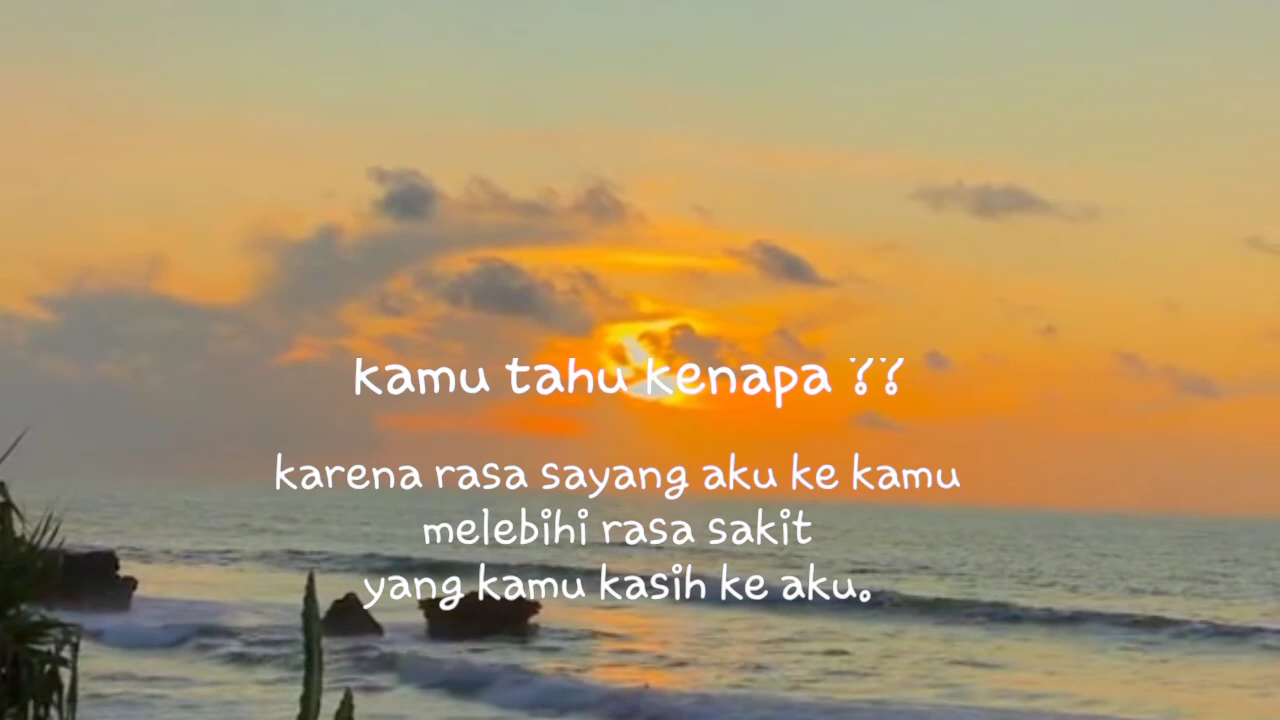 kamu tahu kenapa ??
karena rasa sayang aku ke kamu
melebihi rasa sakit
yang kamu kasih ke aku.